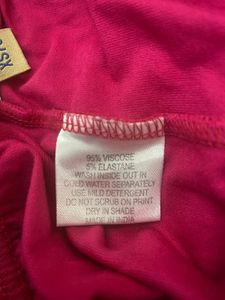 XS/S
95% VISCOSE
5% ELASTANE
WASH INSIDE OUT IN
COLD WATER SEPARATELY
USE MILD DETERGENT
DO NOT SCRUB ON PRINT
DRY IN SHADE
MADE IN INDIA